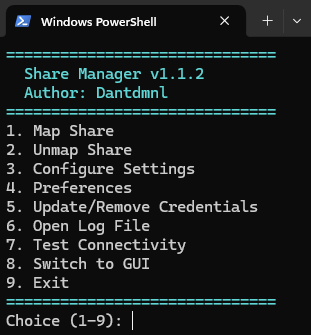 Windows PowerShell
==============================
Share Manager v1.1.2
Author: Dantdmnl
==============================
1. Map Share
2. Unmap Share
3. Configure Settings
4. Preferences
5. Update/Remove Credentials
6. Open Log File
7. Test Connectivity
8. Switch to GUI
9. Exit
==============================
Choice (1-9):